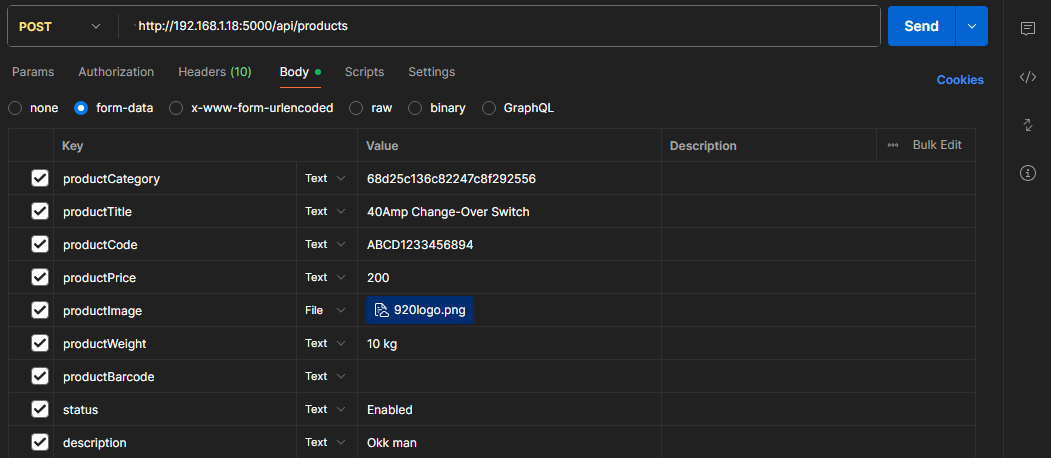 POST http://192.168.1.18:5000/api/products Send
Params Authorization Headers (10) Body Scripts Settings Cookies
none form-data x-www-form-urlencoded raw binary GraphQL
Key Value Description Bulk Edit
productCategory Text 68d25c136c82247c8f292556
productTitle Text 40Amp Change-Over Switch
productCode Text ABCD1233456894
productPrice Text 200
productImage File 920logo.png
productWeight Text 10 kg
productBarcode Text
status Text Enabled
description Text Okk man